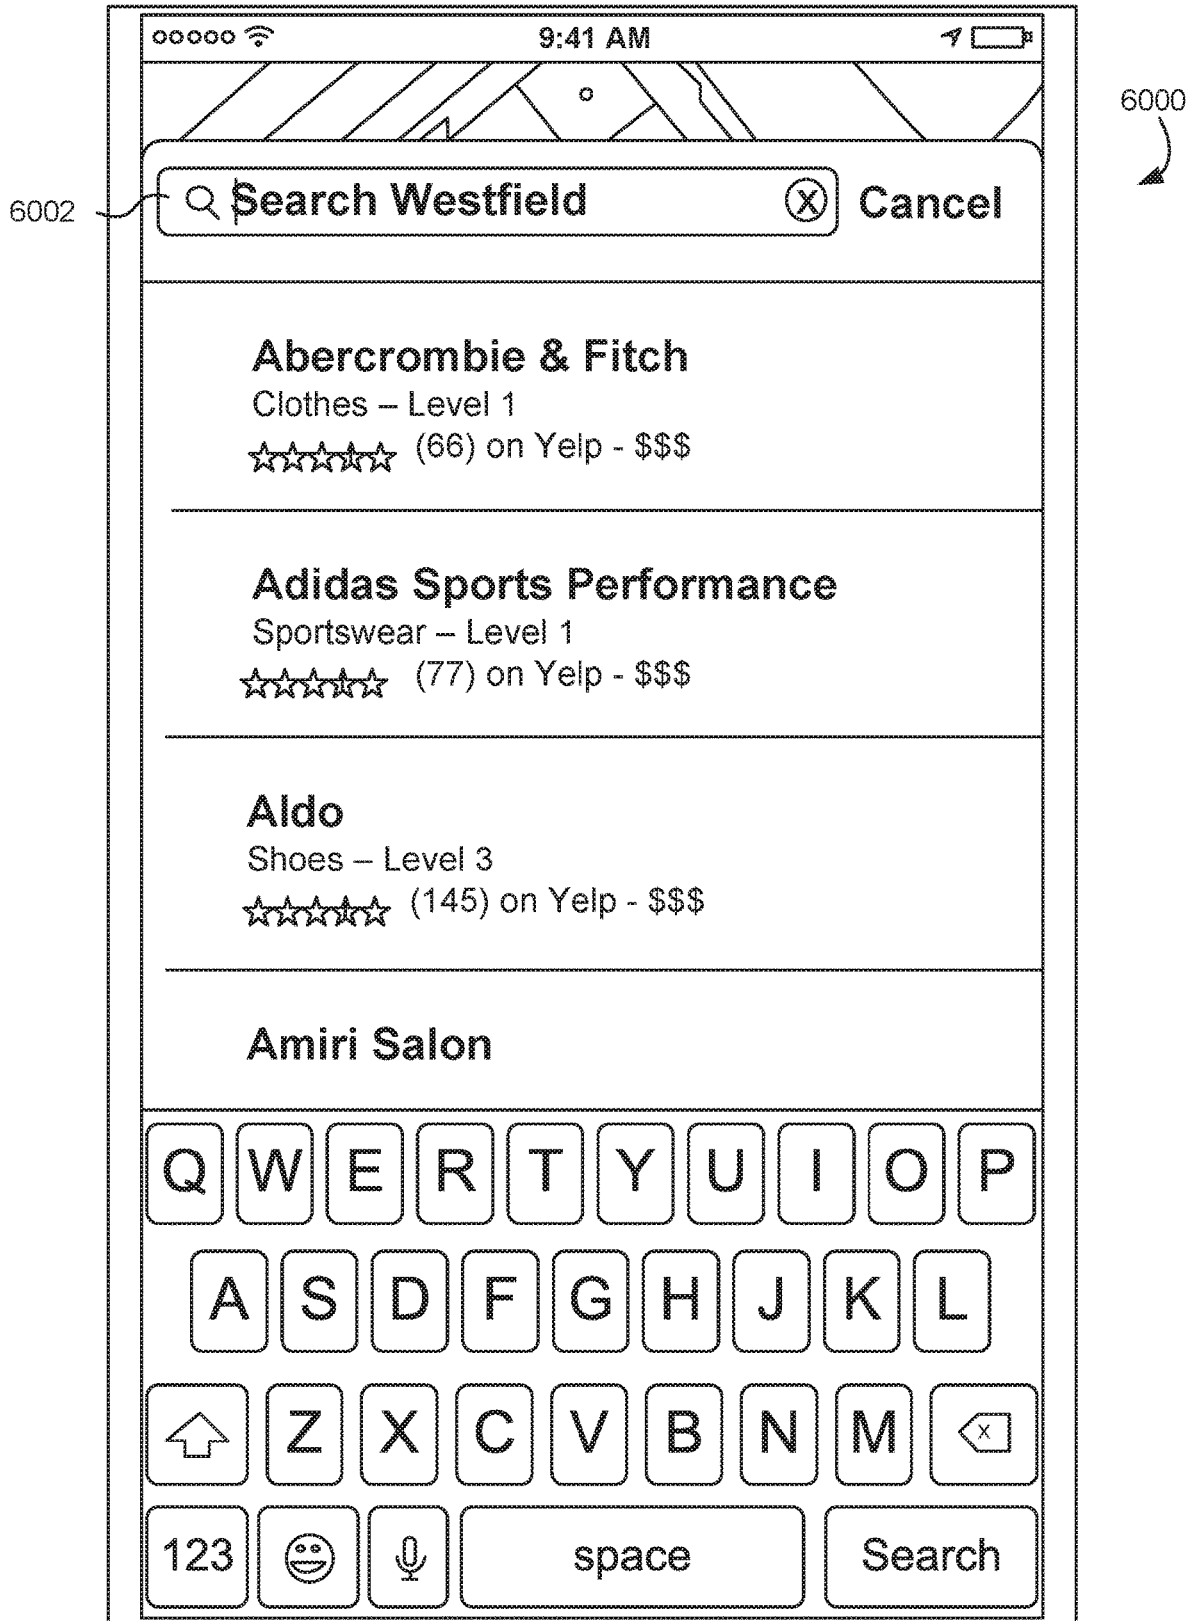 9:41 AM
6000
6002
Search Westfield
Cancel
Abercrombie & Fitch
Clothes – Level 1
(66) on Yelp - $$$
Adidas Sports Performance
Sportswear – Level 1
(77) on Yelp - $$$
Aldo
Shoes – Level 3
(145) on Yelp - $$$
Amiri Salon
Q W E R T Y U I O P
A S D F G H J K L
Z X C V B N M
123 space Search